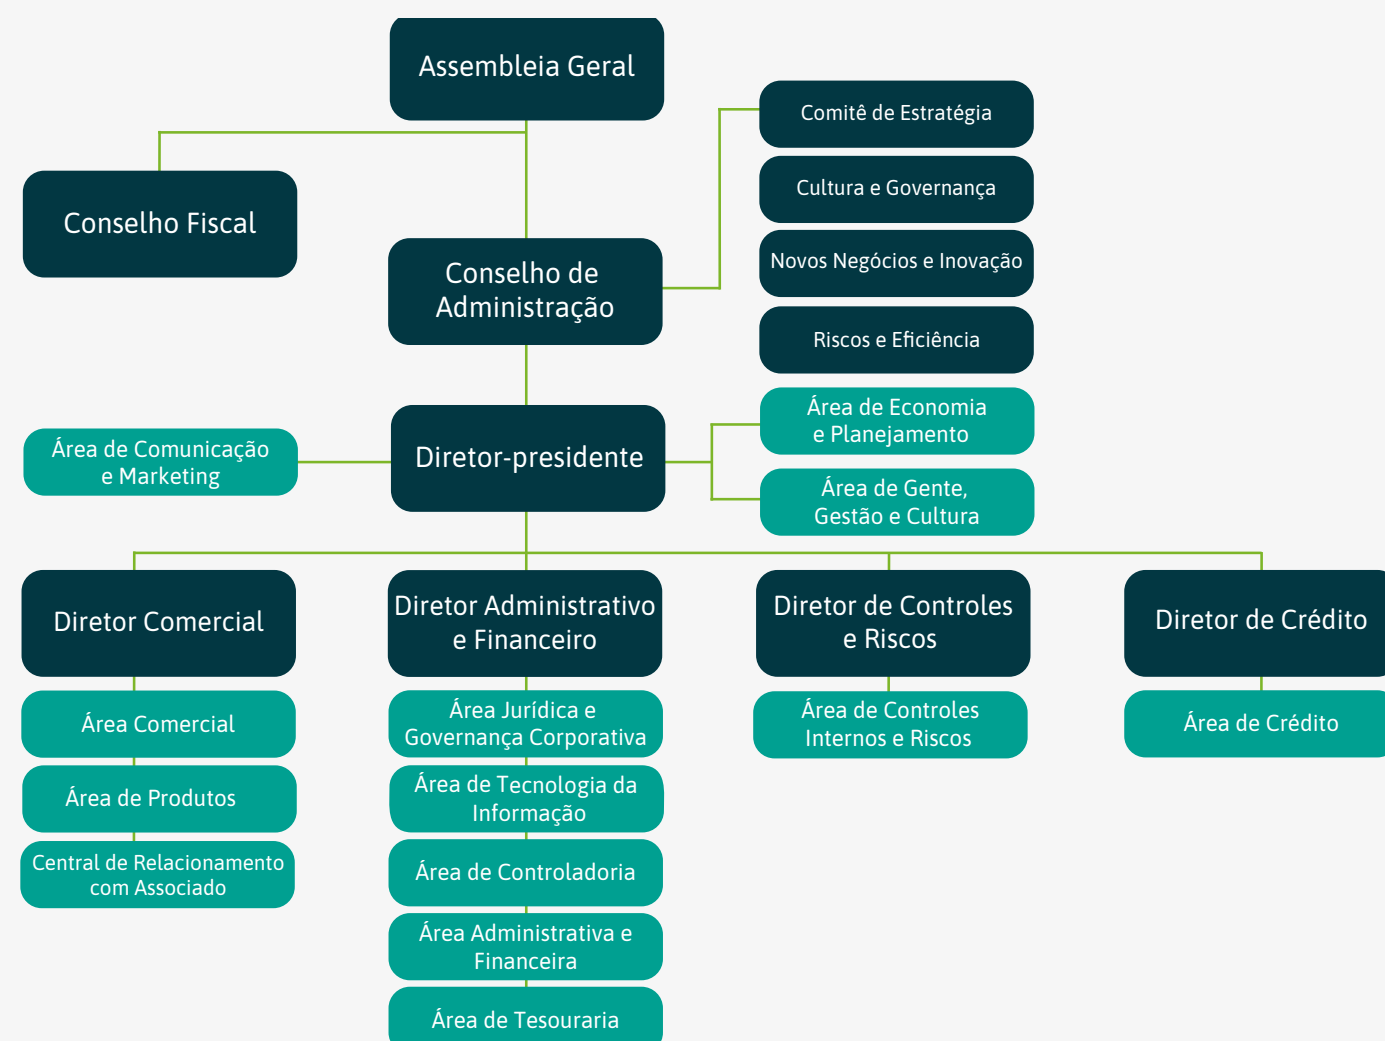 Assembleia Geral
Comitê de Estratégia
Cultura e Governança
Conselho Fiscal
Novos Negócios e Inovação
Conselho de
Administração
Riscos e Eficiência
Área de Economia
e Planejamento
Área de Comunicação
e Marketing
Diretor-presidente
Área de Gente,
Gestão e Cultura
Diretor Comercial
Diretor Administrativo
e Financeiro
Diretor de Controles
e Riscos
Diretor de Crédito
Área Comercial
Área Jurídica e
Governança Corporativa
Área de Controles
Internos e Riscos
Área de Crédito
Área de Produtos
Área de Tecnologia da
Informação
Central de Relacionamento
com Associado
Área de Controladoria
Área Administrativa e
Financeira
Área de Tesouraria